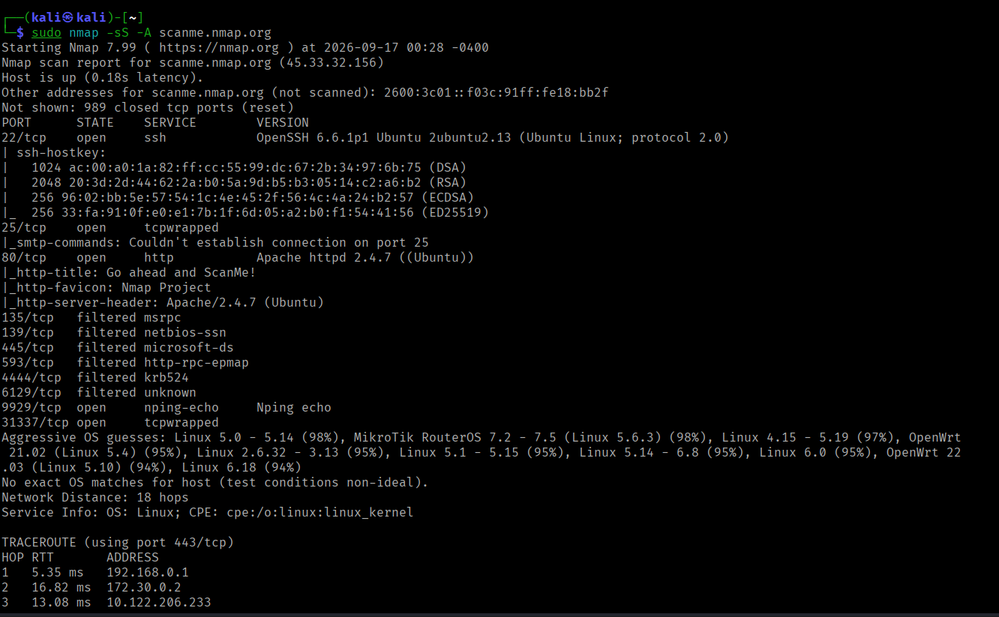 ┌──(kali㉿kali)-[~]
└─$ sudo nmap -sS -A scanme.nmap.org
Starting Nmap 7.99 ( https://nmap.org ) at 2026-09-17 00:28 -0400
Nmap scan report for scanme.nmap.org (45.33.32.156)
Host is up (0.18s latency).
Other addresses for scanme.nmap.org (not scanned): 2600:3c01::f03c:91ff:fe18:bb2f
Not shown: 989 closed tcp ports (reset)
PORT      STATE    SERVICE        VERSION
22/tcp    open     ssh            OpenSSH 6.6.1p1 Ubuntu 2ubuntu2.13 (Ubuntu Linux; protocol 2.0)
| ssh-hostkey:
|   1024 ac:00:a0:1a:82:ff:cc:55:99:dc:67:2b:34:97:6b:75 (DSA)
|   2048 20:3d:2d:44:62:2a:b0:5a:9d:b5:b3:05:14:c2:a6:b2 (RSA)
|   256 96:02:bb:5e:57:54:1c:4e:45:2f:56:4c:4a:24:b2:57 (ECDSA)
|_  256 33:fa:91:0f:e0:e1:7b:1f:6d:05:a2:b0:f1:54:41:56 (ED25519)
25/tcp    open     tcpwrapped
|_smtp-commands: Couldn't establish connection on port 25
80/tcp    open     http           Apache httpd 2.4.7 ((Ubuntu))
|_http-title: Go ahead and ScanMe!
|_http-favicon: Nmap Project
|_http-server-header: Apache/2.4.7 (Ubuntu)
135/tcp   filtered msrpc
139/tcp   filtered netbios-ssn
445/tcp   filtered microsoft-ds
593/tcp   filtered http-rpc-epmap
4444/tcp  filtered krb524
6129/tcp  filtered unknown
9929/tcp  open     nping-echo     Nping echo
31337/tcp open     tcpwrapped
Aggressive OS guesses: Linux 5.0 - 5.14 (98%), MikroTik RouterOS 7.2 - 7.5 (Linux 5.6.3) (98%), Linux 4.15 - 5.19 (97%), OpenWrt
 21.02 (Linux 5.4) (95%), Linux 2.6.32 - 3.13 (95%), Linux 5.1 - 5.15 (95%), Linux 5.14 - 6.8 (95%), Linux 6.0 (95%), OpenWrt 22
.03 (Linux 5.10) (94%), Linux 6.18 (94%)
No exact OS matches for host (test conditions non-ideal).
Network Distance: 18 hops
Service Info: OS: Linux; CPE: cpe:/o:linux:linux_kernel

TRACEROUTE (using port 443/tcp)
HOP RTT       ADDRESS
1   5.35 ms   192.168.0.1
2   16.82 ms  172.30.0.2
3   13.08 ms  10.122.206.233